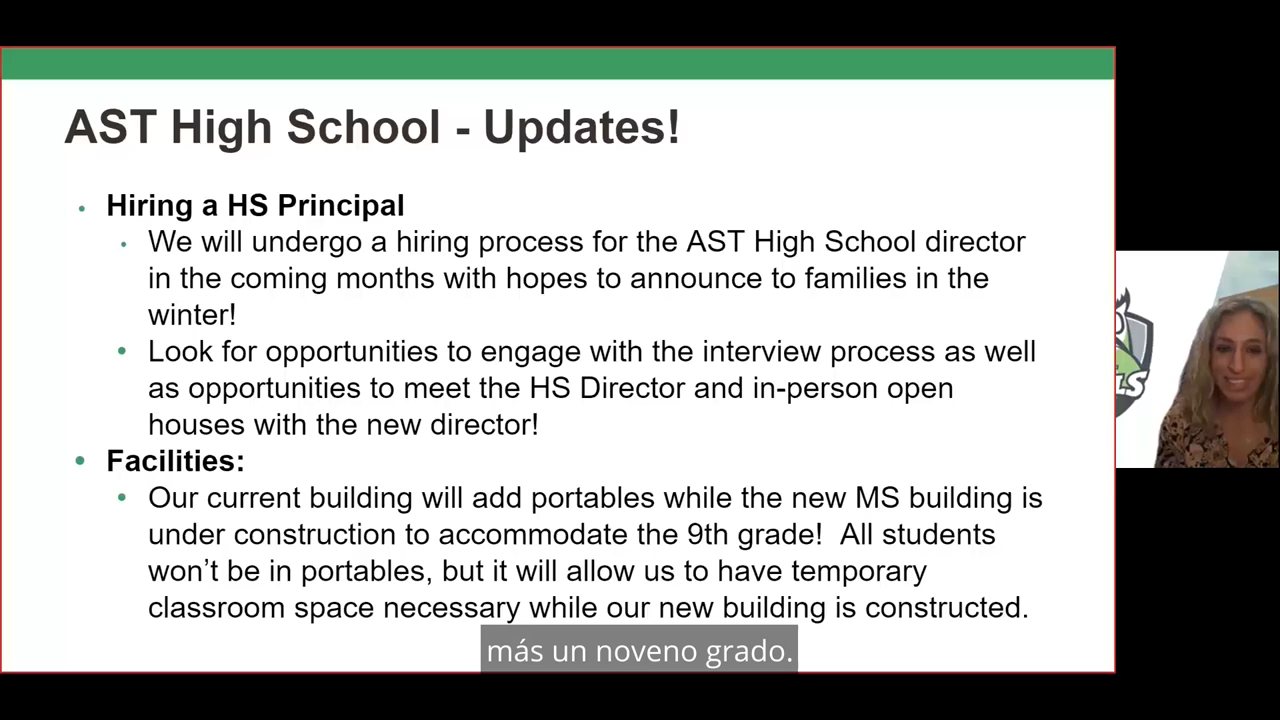 AST High School - Updates!
Hiring a HS Principal
We will undergo a hiring process for the AST High School director
in the coming months with hopes to announce to families in the
winter!
Look for opportunities to engage with the interview process as well
as opportunities to meet the HS Director and in-person open
houses with the new director!
Facilities:
Our current building will add portables while the new MS building is
under construction to accommodate the 9th grade!  All students
won't be in portables, but it will allow us to have temporary
classroom space necessary while our new building is constructed.
más un noveno grado.